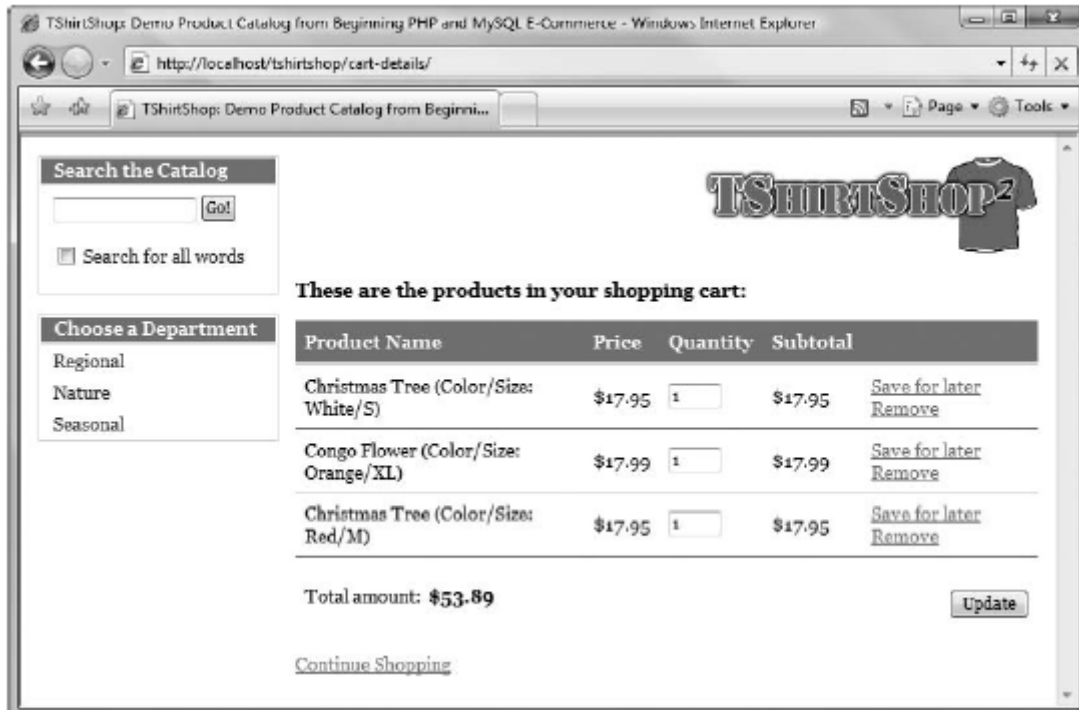 TShirtShop: Demo Product Catalog from Beginning PHP and MySQL E-Commerce - Windows Internet Explorer
http://localhost/tshirtshop/cart-details/
TShirtShop: Demo Product Catalog from Beginni...
Page
Tools
Search the Catalog
Go!
Search for all words
Choose a Department
Regional
Nature
Seasonal
TSHIRTSHOP²
These are the products in your shopping cart:
Product Name Price Quantity Subtotal
Christmas Tree (Color/Size: White/S) $17.95 1 $17.95 Save for later Remove
Congo Flower (Color/Size: Orange/XL) $17.99 1 $17.99 Save for later Remove
Christmas Tree (Color/Size: Red/M) $17.95 1 $17.95 Save for later Remove
Total amount: $53.89
Update
Continue Shopping